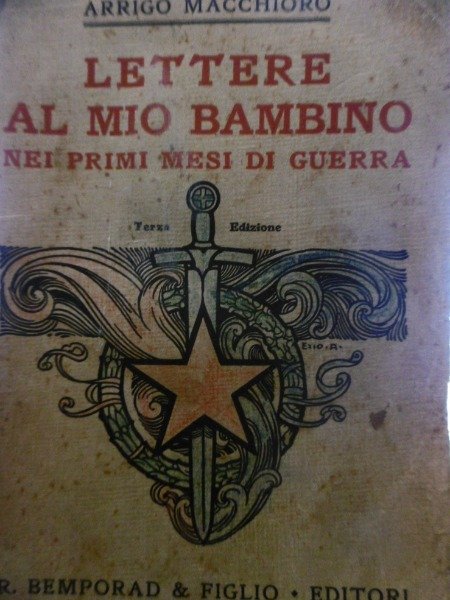 ARRIGO MACCHIORO
LETTERE
AL MIO BAMBINO
NEI PRIMI MESI DI GUERRA
Terza Edizione
R. BEMPORAD & FIGLIO • EDITORI